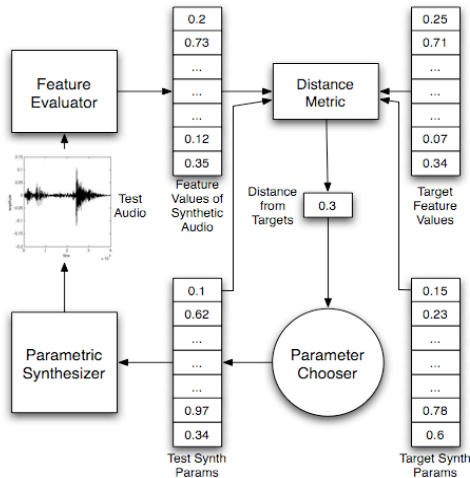 0.2
0.73
...
...
...
0.12
0.35
Feature Values of
Synthetic
Audio
0.25
0.71
...
...
...
0.07
0.34
Target
Feature
Values
Feature
Evaluator
Distance
Metric
Test
Audio
Distance
from
Targets
0.3
0.1
0.62
...
...
...
0.97
0.34
Test Synth
Params
0.15
0.23
...
...
...
0.78
0.6
Target Synth
Params
Parametric
Synthesizer
Parameter
Chooser